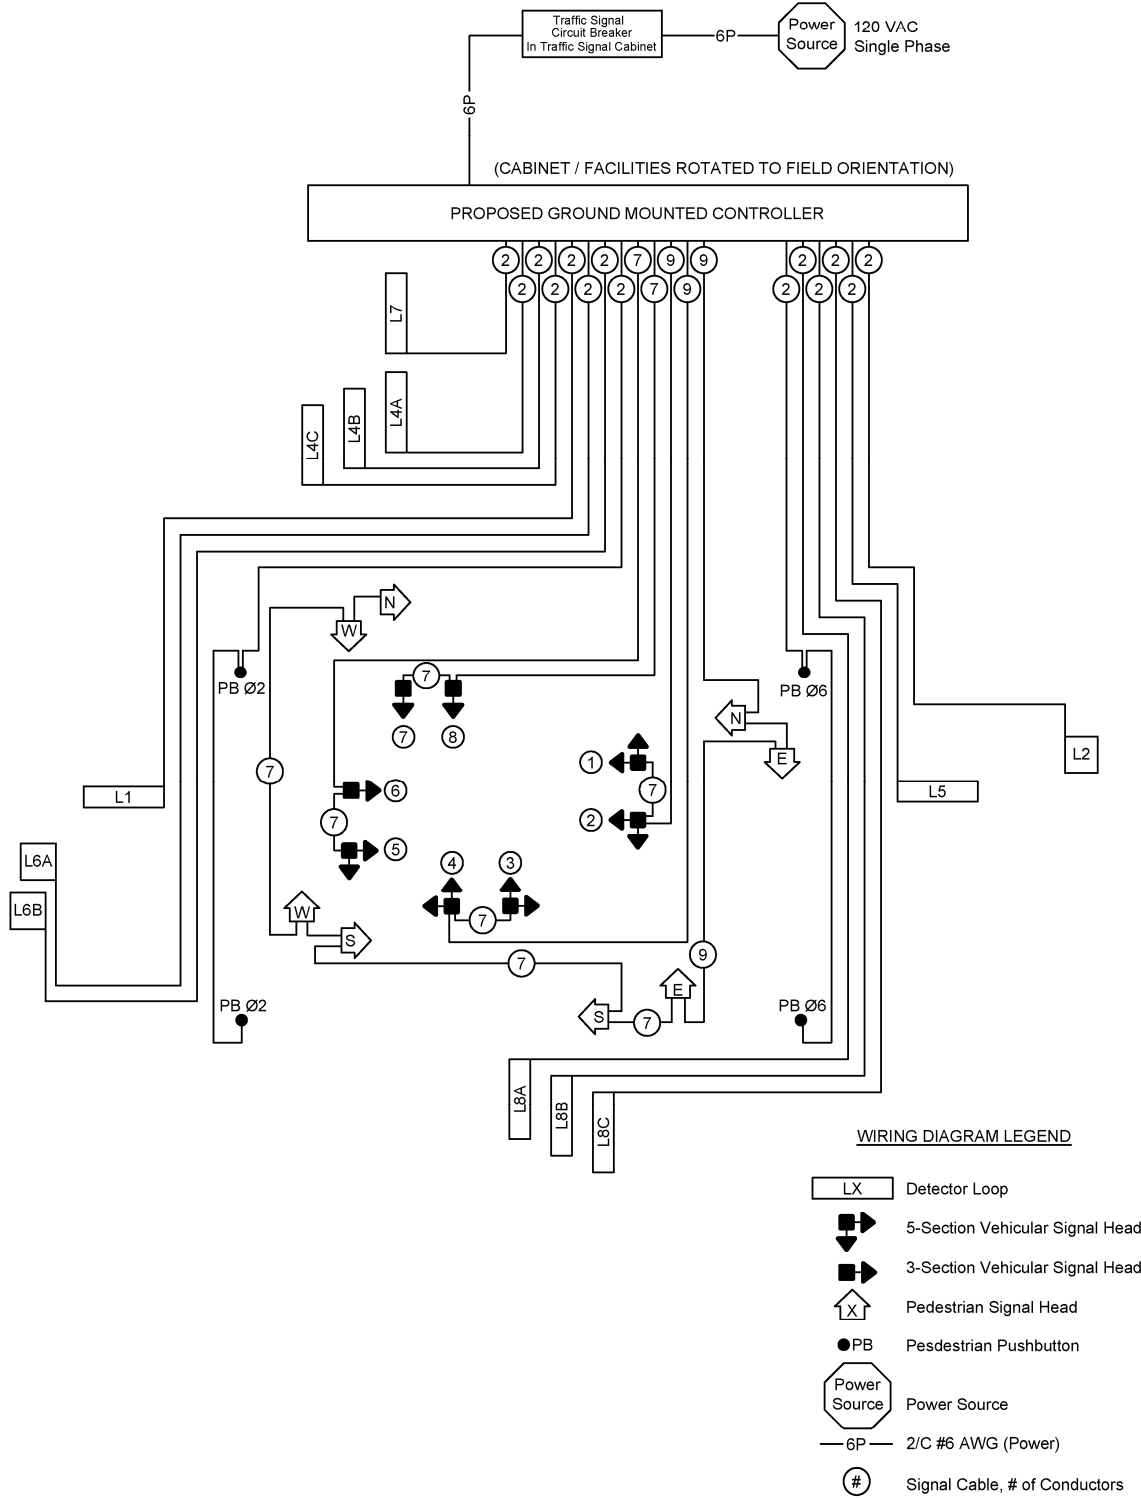 Traffic Signal
Circuit Breaker
In Traffic Signal Cabinet
6P
Power
Source
120 VAC
Single Phase
6P
(CABINET / FACILITIES ROTATED TO FIELD ORIENTATION)
PROPOSED GROUND MOUNTED CONTROLLER
2 2 2 2 7 9 9 2 2 2
2 2 2 2 7 9 2 2 2
L7
L4A
L4B
L4C
N
W
PB Ø2
PB Ø6
7
7
8
N
E
1
7
L2
7
L1
6
L5
7
2
5
L6A
L6B
4
3
7
W
S
7
9
E
S
7
PB Ø2
PB Ø6
L8A
L8B
L8C
WIRING DIAGRAM LEGEND
LX
Detector Loop
5-Section Vehicular Signal Head
3-Section Vehicular Signal Head
X
Pedestrian Signal Head
PB
Pesdestrian Pushbutton
Power
Source
Power Source
6P
2/C #6 AWG (Power)
#
Signal Cable, # of Conductors